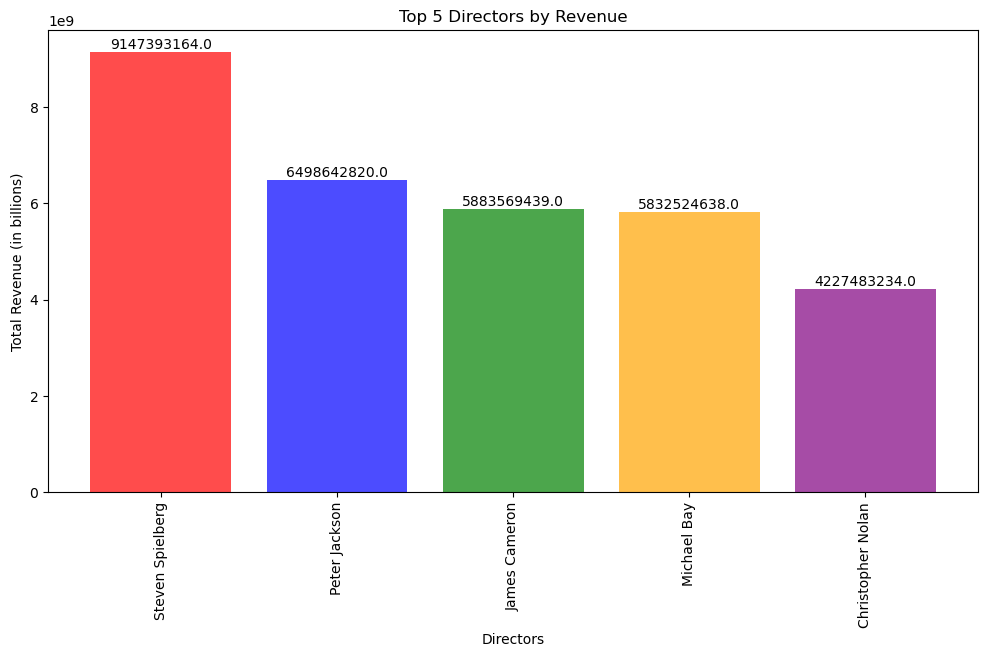 Top 5 Directors by Revenue
1e9
9147393164.0
6498642820.0
5883569439.0
5832524638.0
4227483234.0
8
6
4
2
0
Total Revenue (in billions)
Steven Spielberg
Peter Jackson
James Cameron
Michael Bay
Christopher Nolan
Directors